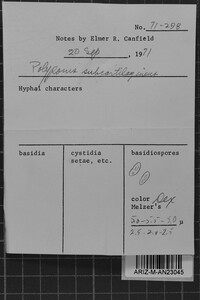 No. 71-298
Notes by Elmer R. Canfield
20 Sep, 1971
Polyporus subcartilagineus
Hyphal characters
basidia
cystidia
setae, etc.
basidiospores
color
Melzer's
μ
ARIZ-M-AN23045